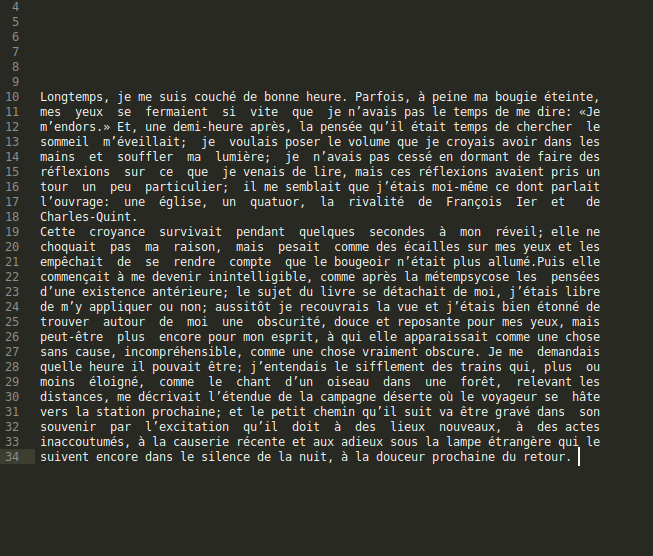 4
5
6
7
8
9
10 Longtemps, je me suis couché de bonne heure. Parfois, à peine ma bougie éteinte,
11 mes  yeux  se  fermaient  si  vite  que  je n’avais pas le temps de me dire: «Je
12 m’endors.» Et, une demi-heure après, la pensée qu’il était temps de chercher  le
13 sommeil  m’éveillait;  je  voulais poser le volume que je croyais avoir dans les
14 mains  et  souffler  ma  lumière;  je  n’avais pas cessé en dormant de faire des
15 réflexions  sur  ce  que  je venais de lire, mais ces réflexions avaient pris un
16 tour  un  peu  particulier;  il me semblait que j’étais moi-même ce dont parlait
17 l’ouvrage:  une  église,  un  quatuor,  la  rivalité  de  François  Ier  et   de
18 Charles-Quint.
19 Cette  croyance  survivait  pendant  quelques  secondes  à  mon  réveil; elle ne
20 choquait  pas  ma  raison,  mais  pesait  comme des écailles sur mes yeux et les
21 empêchait  de  se  rendre  compte  que le bougeoir n’était plus allumé.Puis elle
22 commençait à me devenir inintelligible, comme après la métempsycose les  pensées
23 d’une existence antérieure; le sujet du livre se détachait de moi, j’étais libre
24 de m’y appliquer ou non; aussitôt je recouvrais la vue et j’étais bien étonné de
25 trouver  autour  de  moi  une  obscurité, douce et reposante pour mes yeux, mais
26 peut-être  plus  encore pour mon esprit, à qui elle apparaissait comme une chose
27 sans cause, incompréhensible, comme une chose vraiment obscure. Je me  demandais
28 quelle heure il pouvait être; j’entendais le sifflement des trains qui, plus  ou
29 moins  éloigné,  comme  le  chant  d’un  oiseau  dans  une  forêt,  relevant les
30 distances, me décrivait l’étendue de la campagne déserte où le voyageur se  hâte
31 vers la station prochaine; et le petit chemin qu’il suit va être gravé dans  son
32 souvenir  par  l’excitation  qu’il  doit  à  des  lieux  nouveaux,  à  des actes
33 inaccoutumés, à la causerie récente et aux adieux sous la lampe étrangère qui le
34 suivent encore dans le silence de la nuit, à la douceur prochaine du retour.